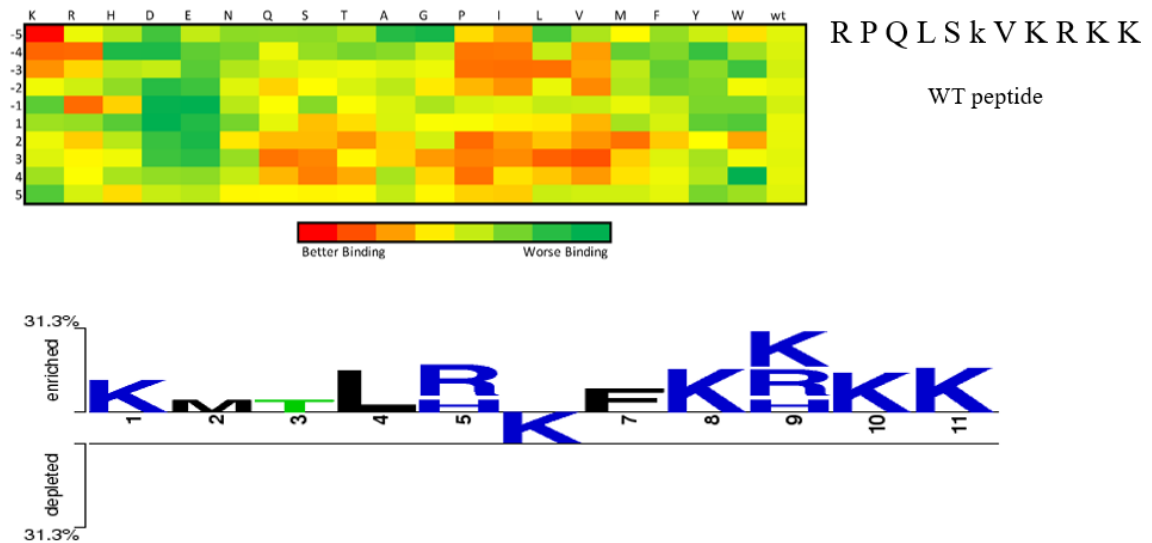 K R H D E N Q S T A G P I L V M F Y W wt
R P Q L S k V K R K K
WT peptide
-5
-4
-3
-2
-1
1
2
3
4
5
Better Binding Worse Binding
31.3%
enriched
K M T L R H K F K K R H K K
1 2 3 4 5 7 8 9 10 11
depleted
31.3%